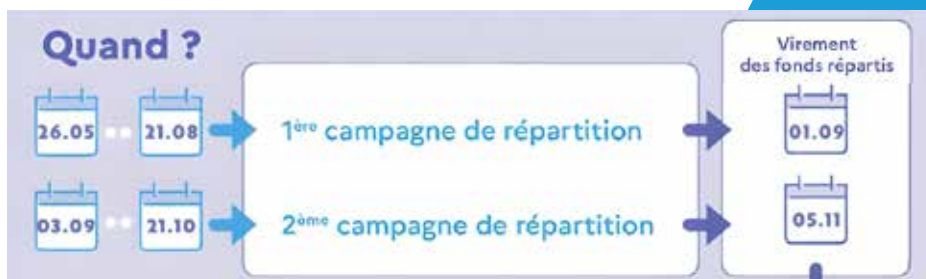 Quand ?
Virement
des fonds répartis
26.05 21.08 1ère campagne de répartition 01.09
03.09 21.10 2ème campagne de répartition 05.11